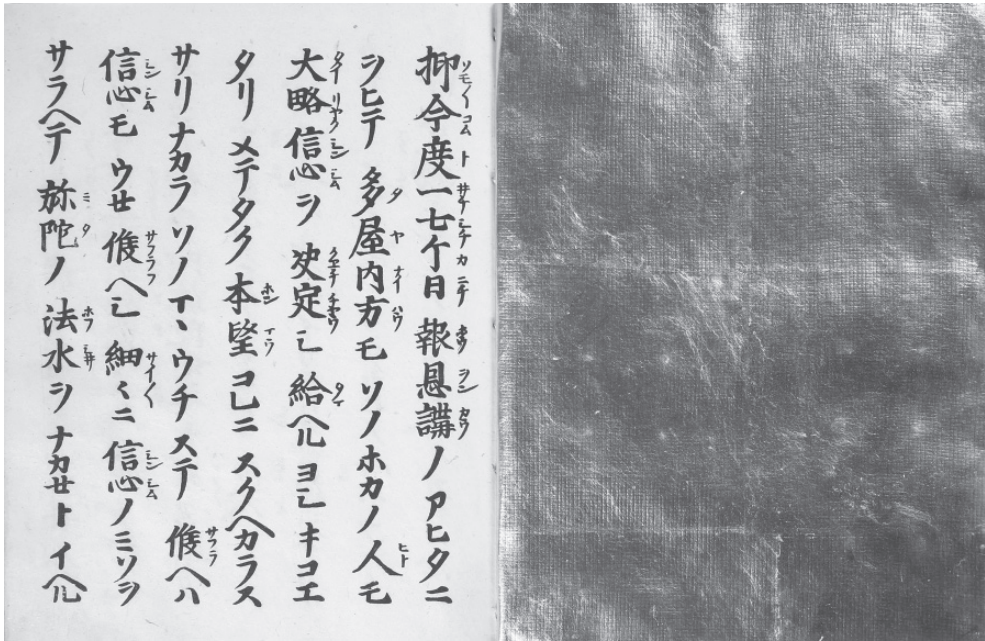 抑今度一七ケ日報恩講ノアヒタニ
ヲヒテ多屋内方モソノホカノ人モ
大略信心ヲ决定シ給ヘルヨシキコエ
タリメテタク本望コレニスクヘカラス
サリナカラソノマヽウチステ候ヘハ
信心モウセ候ヘシ細〱ニ信心ノミソヲ
サラヘテ弥陀ノ法水ヲナカセトイヘル